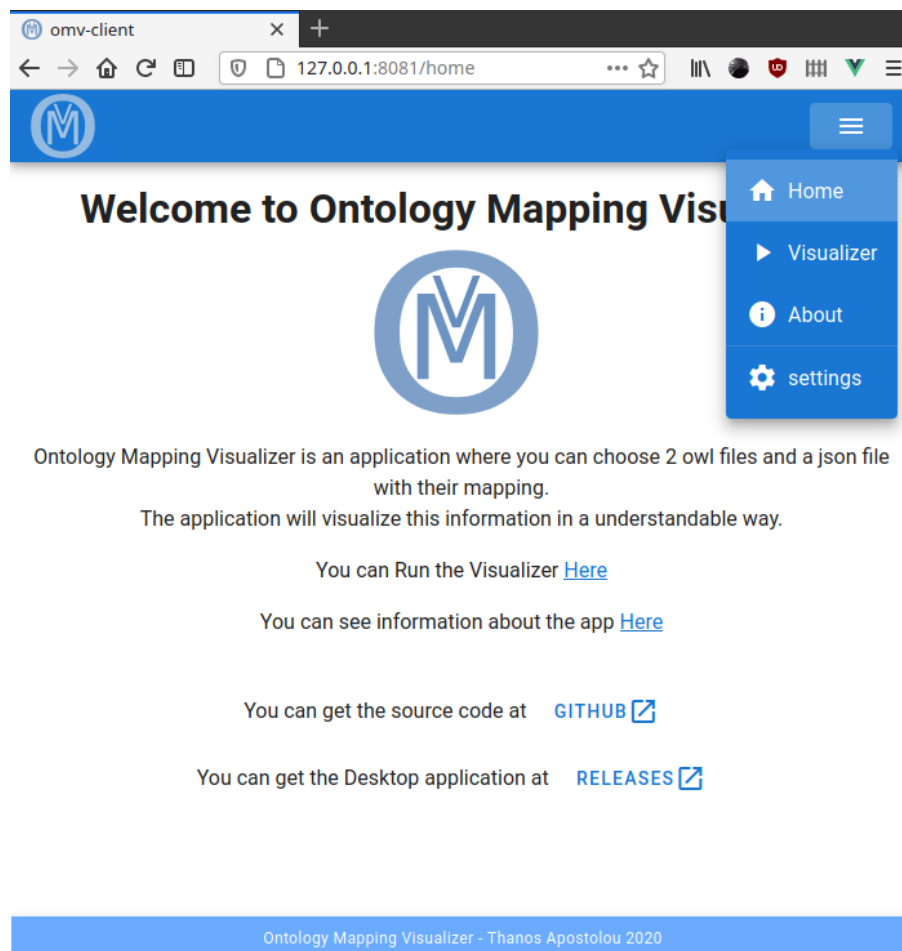 omv-client
127.0.0.1:8081/home
Welcome to Ontology Mapping Visu
Home
Visualizer
About
settings
Ontology Mapping Visualizer is an application where you can choose 2 owl files and a json file
with their mapping.
The application will visualize this information in a understandable way.
You can Run the Visualizer Here
You can see information about the app Here
You can get the source code at GITHUB
You can get the Desktop application at RELEASES
Ontology Mapping Visualizer - Thanos Apostolou 2020